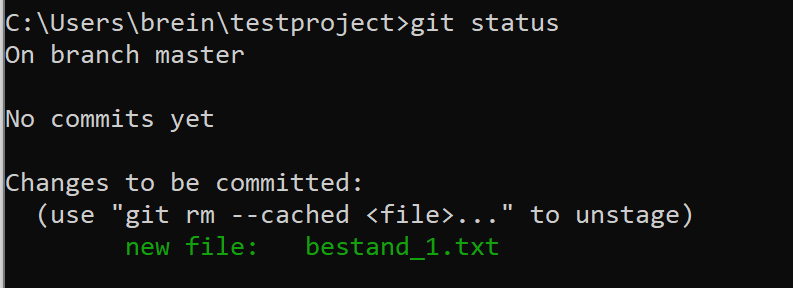 C:\Users\brein\testproject>git status
On branch master
No commits yet
Changes to be committed:
(use "git rm --cached <file>..." to unstage)
new file:   bestand_1.txt